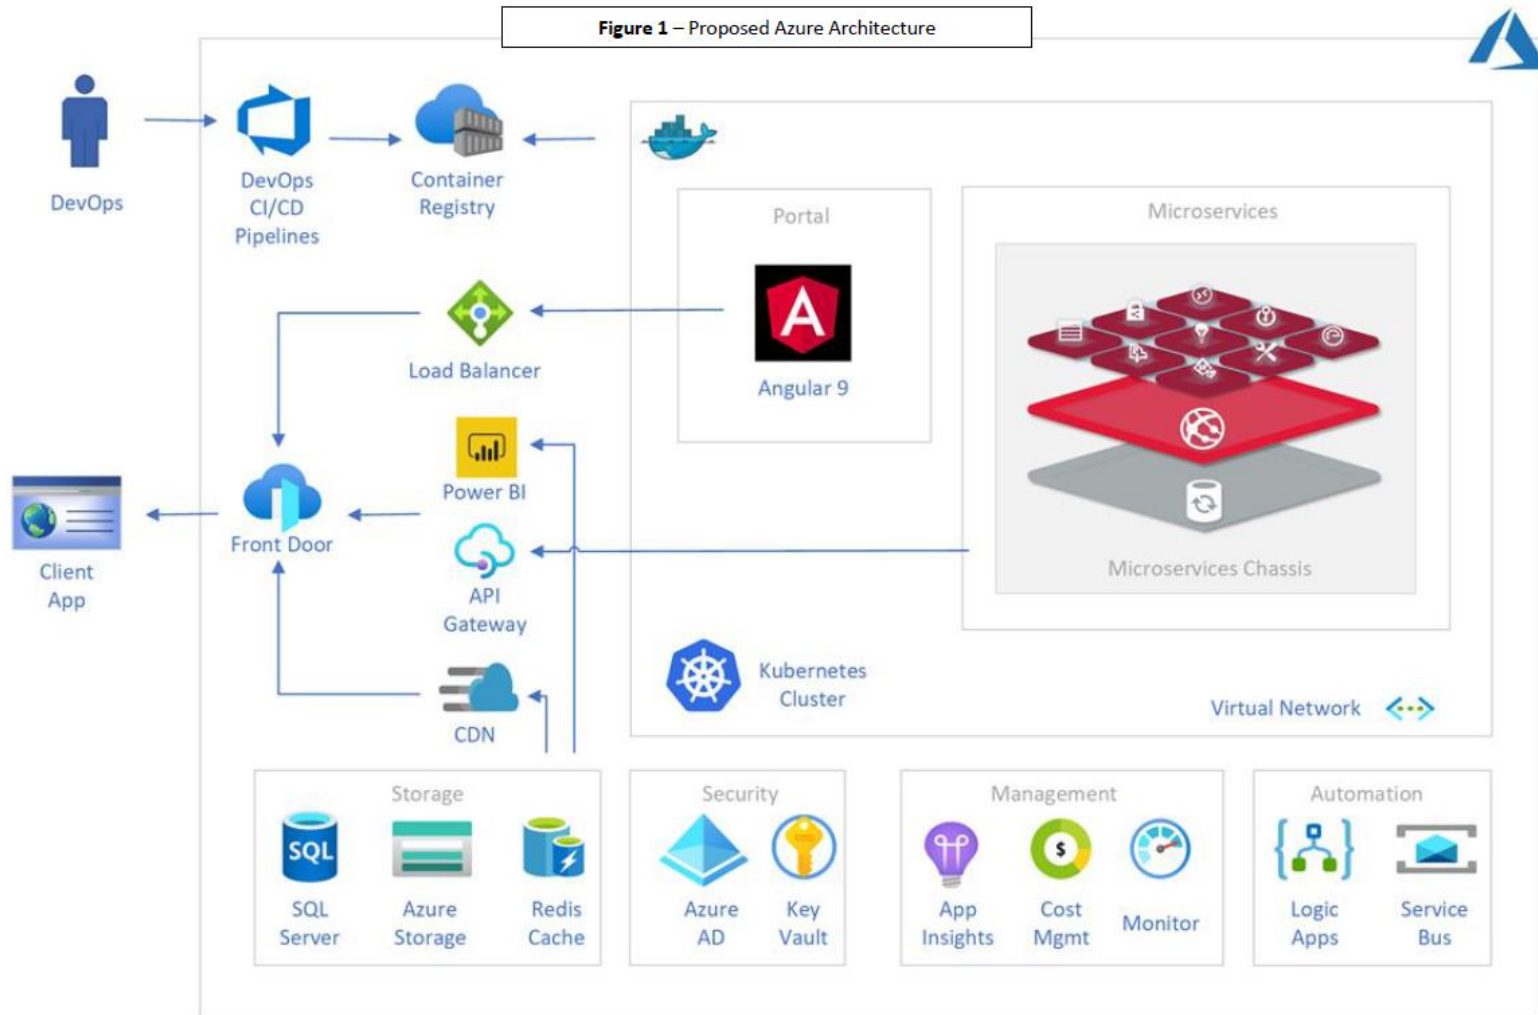 Figure 1 – Proposed Azure Architecture
DevOps
DevOps
CI/CD
Pipelines
Container
Registry
Portal
Angular 9
Microservices
Microservices Chassis
Load Balancer
Power BI
Front Door
Client
App
API
Gateway
CDN
Kubernetes
Cluster
Virtual Network
Storage
SQL
SQL
Server
Azure
Storage
Redis
Cache
Security
Azure
AD
Key
Vault
Management
App
Insights
$
Cost
Mgmt
Monitor
Automation
Logic
Apps
Service
Bus